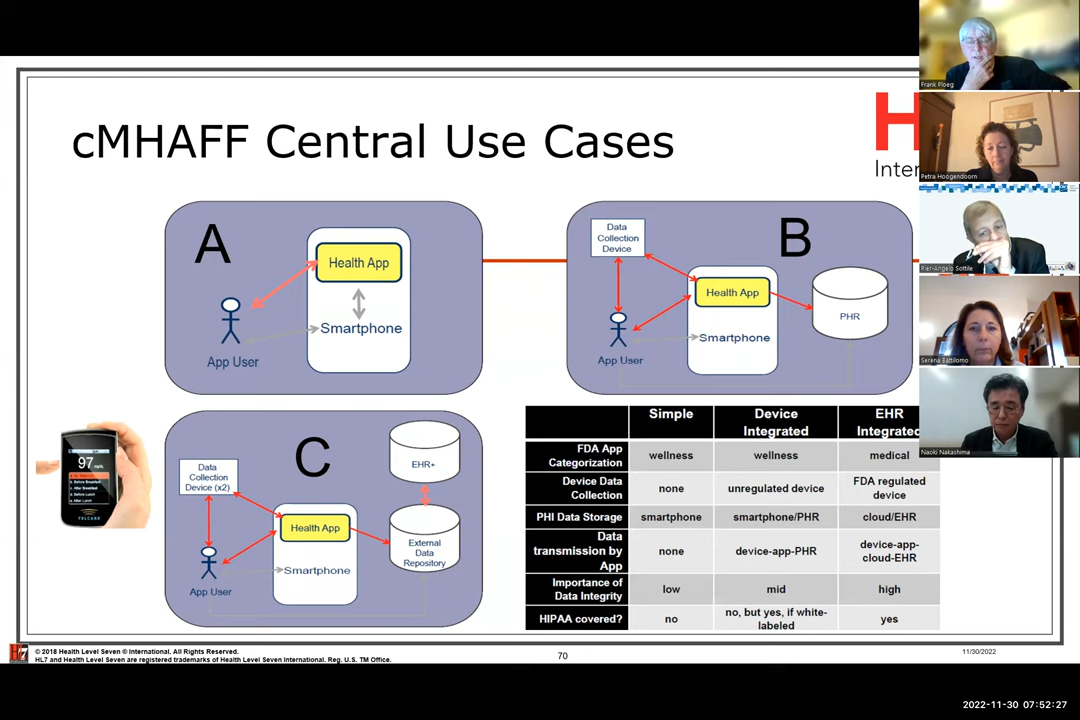 cMHAFF Central Use Cases
H
Inter
A
Health App
Smartphone
App User
B
Data
Collection
Device
Health App
Smartphone
App User
PHR
C
Data
Collection
Device (x2)
Health App
Smartphone
App User
EHR+
External
Data
Repository
97
Simple
Device
Integrated
EHR
Integrated
FDA App
Categorization
wellness
wellness
medical
Device Data
Collection
none
unregulated device
FDA regulated
device
PHI Data Storage
smartphone
smartphone/PHR
cloud/EHR
Data
transmission by
App
none
device-app-PHR
device-app-
cloud-EHR
Importance of
Data Integrity
low
mid
high
HIPAA covered?
no
no, but yes, if white-
labeled
yes
© 2018 Health Level Seven ® International. All Rights Reserved.
HL7 and Health Level Seven are registered trademarks of Health Level Seven International. Reg. U.S. TM Office.
70
11/30/2022
Frank Ploeg
Petra Hoogendoorn
Pier-Angelo Sottile
Serena Battilomo
Naoki Nakashima
2022-11-30 07:52:27